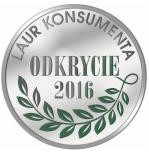 LAUR KONSUMENTA
ODKRYCIE
2016